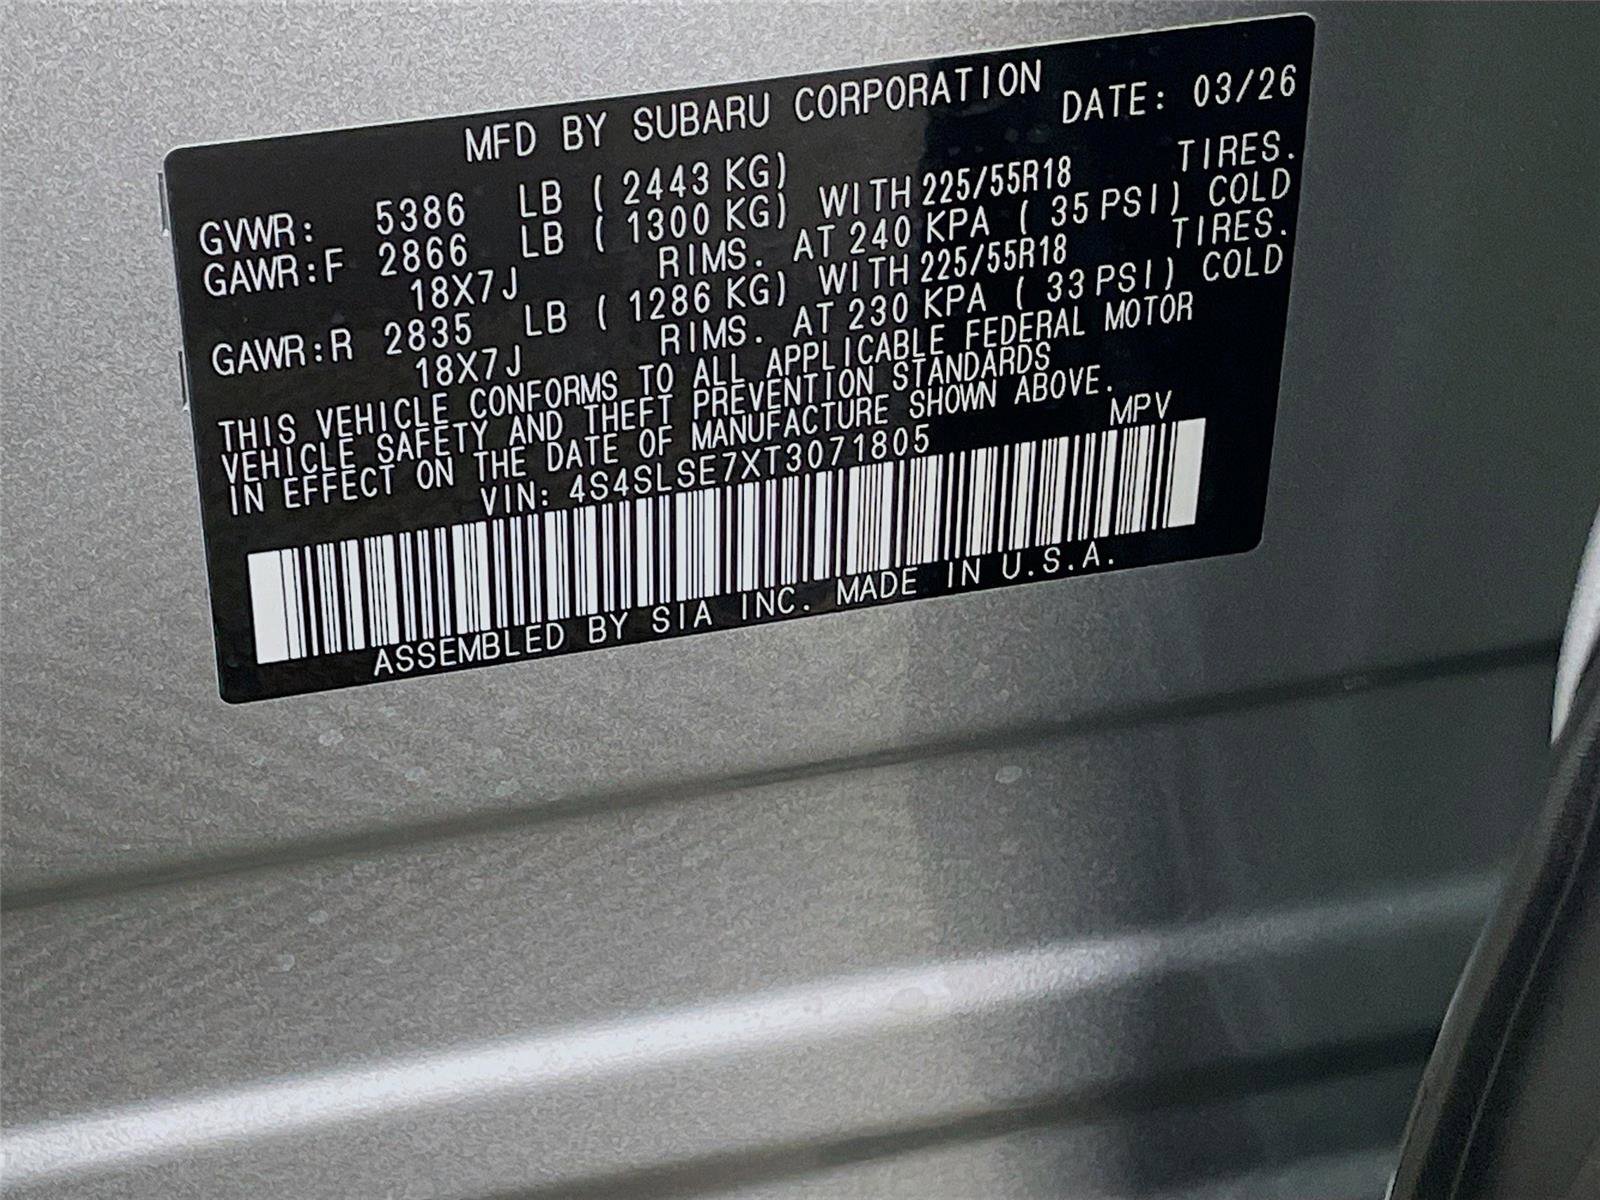 MFD BY SUBARU CORPORATION DATE: 03/26
GVWR: 5386 LB ( 2443 KG) TIRES.
GAWR:F 2866 LB ( 1300 KG) WITH 225/55R18
18X7J RIMS. AT 240 KPA ( 35 PSI) COLD
GAWR:R 2835 LB ( 1286 KG) WITH 225/55R18 TIRES.
18X7J RIMS. AT 230 KPA ( 33 PSI) COLD
THIS VEHICLE CONFORMS TO ALL APPLICABLE FEDERAL MOTOR
VEHICLE SAFETY AND THEFT PREVENTION STANDARDS
IN EFFECT ON THE DATE OF MANUFACTURE SHOWN ABOVE.
VIN: 4S4SLSE7XT3071805 MPV
ASSEMBLED BY SIA INC. MADE IN U.S.A.